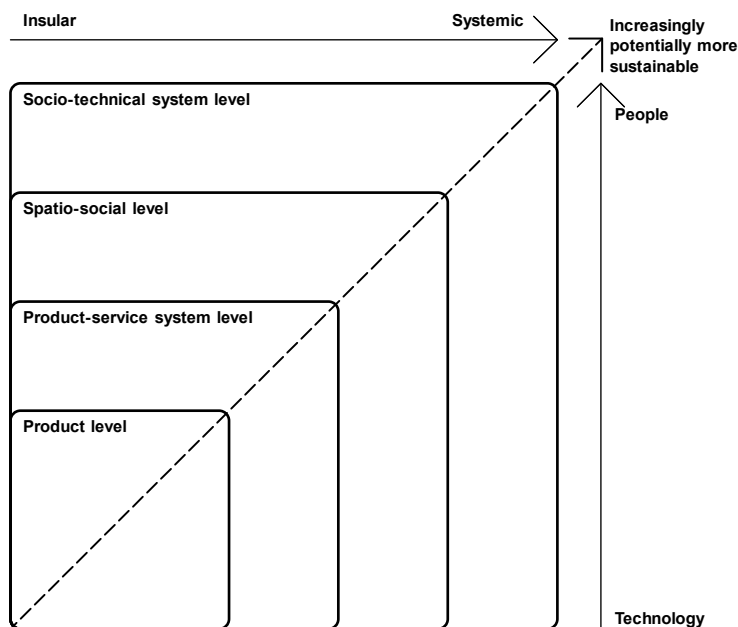 Insular
Systemic
Increasingly
potentially more
sustainable
Socio-technical system level
People
Spatio-social level
Product-service system level
Product level
Technology